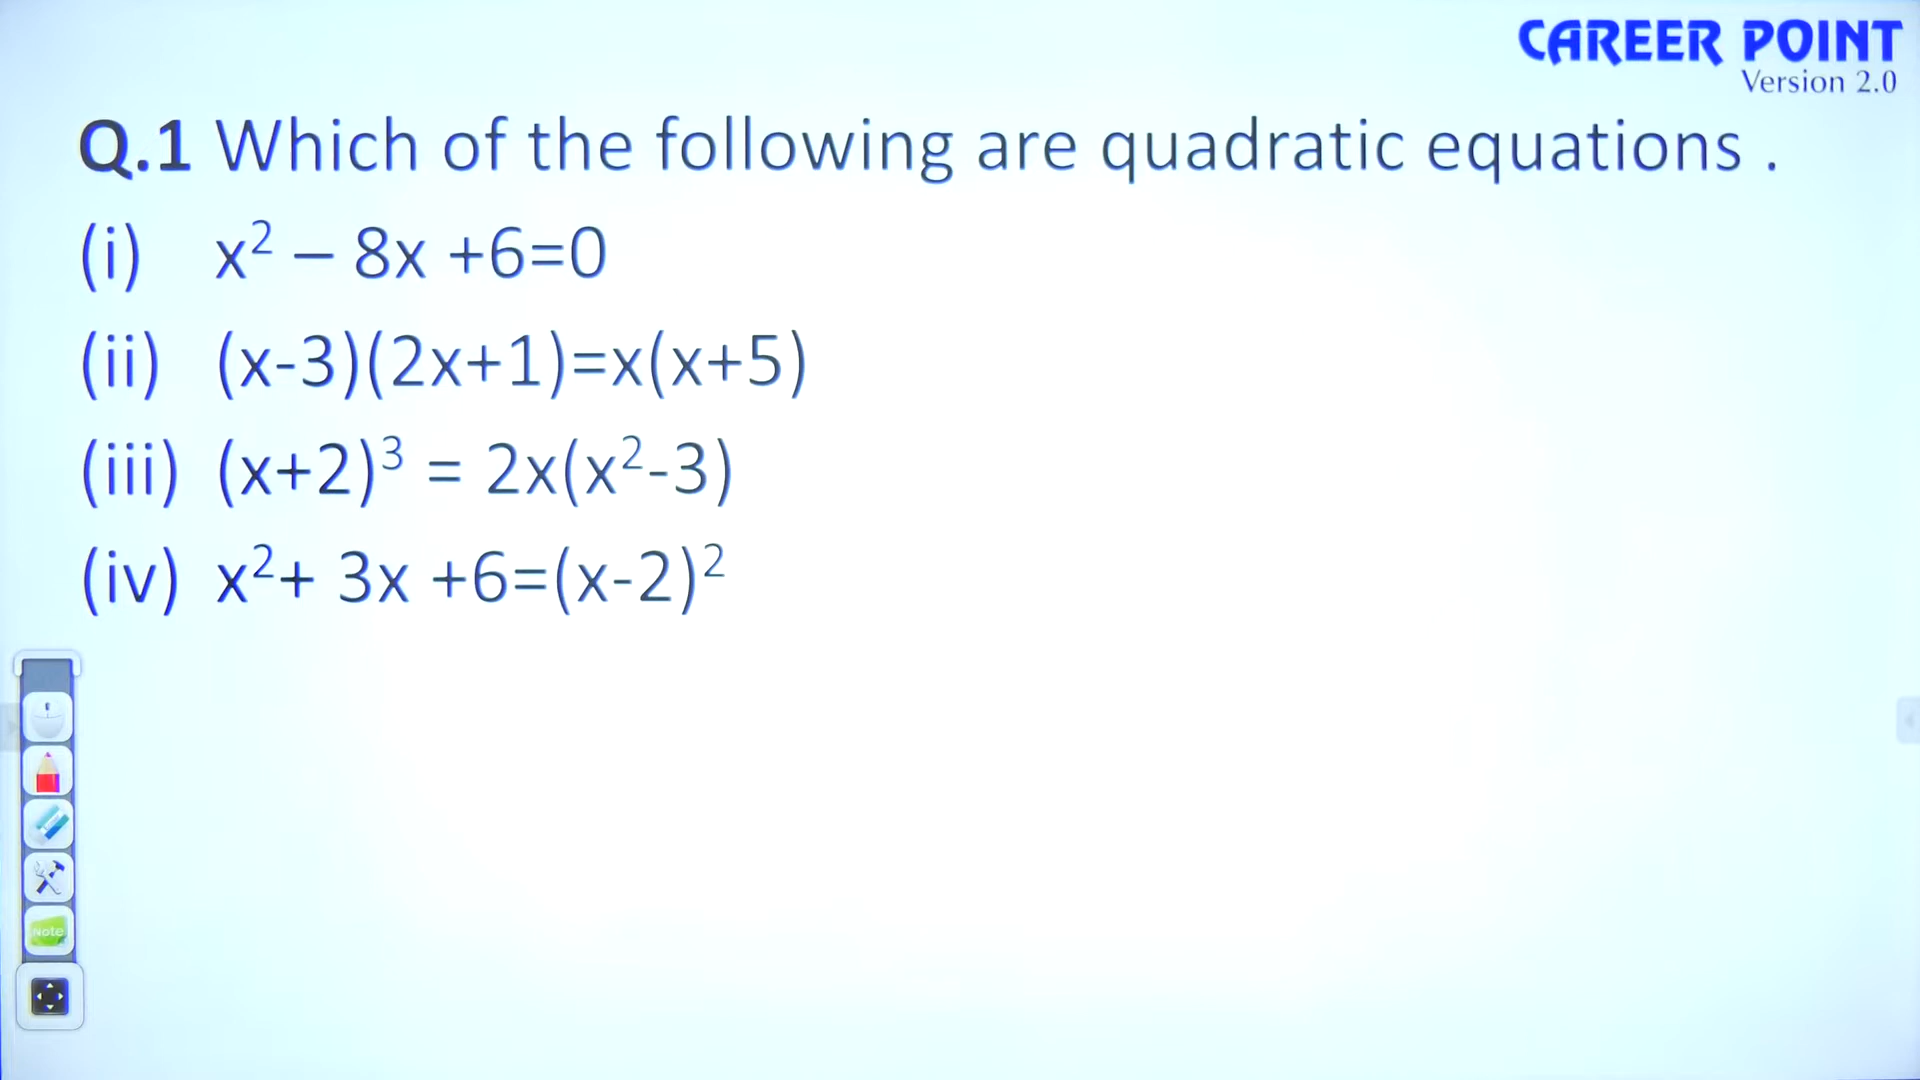 CAREER POINT
Version 2.0
Q.1 Which of the following are quadratic equations .
(i) x² – 8x +6=0
(ii) (x-3)(2x+1)=x(x+5)
(iii) (x+2)³ = 2x(x²-3)
(iv) x²+ 3x +6=(x-2)²
Note